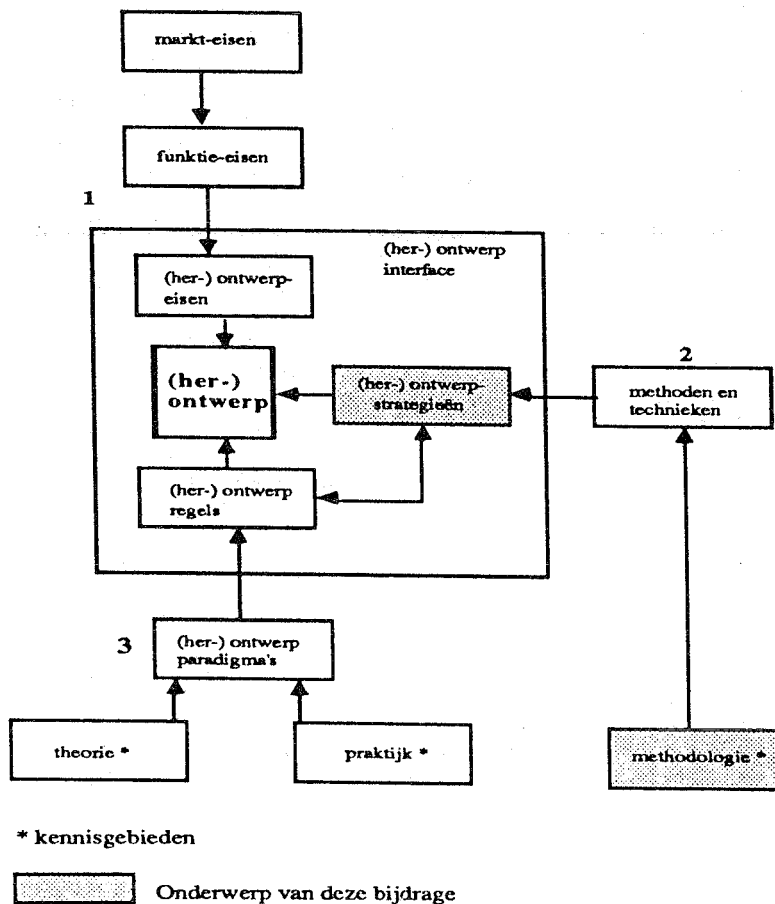 markt-eisen
funktie-eisen
1
(her-) ontwerp
interface
(her-) ontwerp-
eisen
(her-)
ontwerp
(her-) ontwerp-
strategieën
2
methoden en
technieken
(her-) ontwerp
regels
3
(her-) ontwerp
paradigma's
theorie *
praktijk *
methodologie *
* kennisgebieden
Onderwerp van deze bijdrage